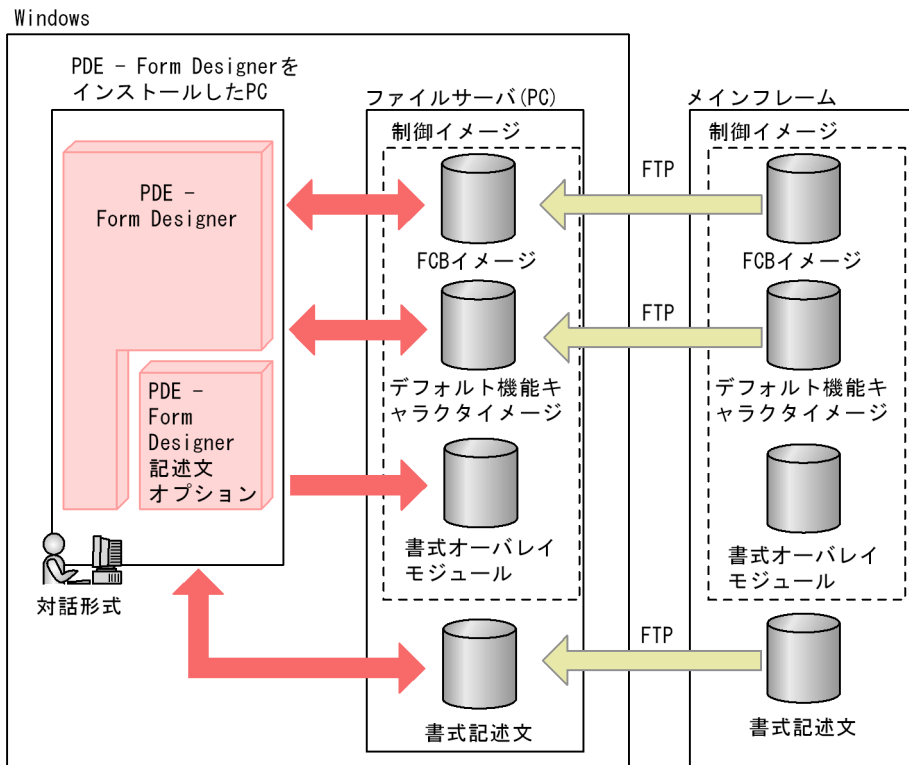 Windows
PDE － Form Designerを
インストールしたPC
PDE －
Form Designer
PDE －
Form
Designer
記述文
オプション
対話形式
ファイルサーバ(PC)
制御イメージ
FCBイメージ
デフォルト機能キ
ャラクタイメージ
書式オーバレイ
モジュール
書式記述文
FTP
FTP
FTP
メインフレーム
制御イメージ
FCBイメージ
デフォルト機能キ
ャラクタイメージ
書式オーバレイ
モジュール
書式記述文